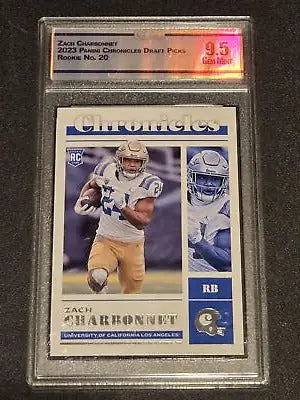 Zach Charbonnet
2023 Panini Chronicles Draft Picks
Rookie No. 20
9.5
Gem Mint
Chronicles
RC
24
RB
ZACH
CHARBONNET
UNIVERSITY OF CALIFORNIA LOS ANGELES